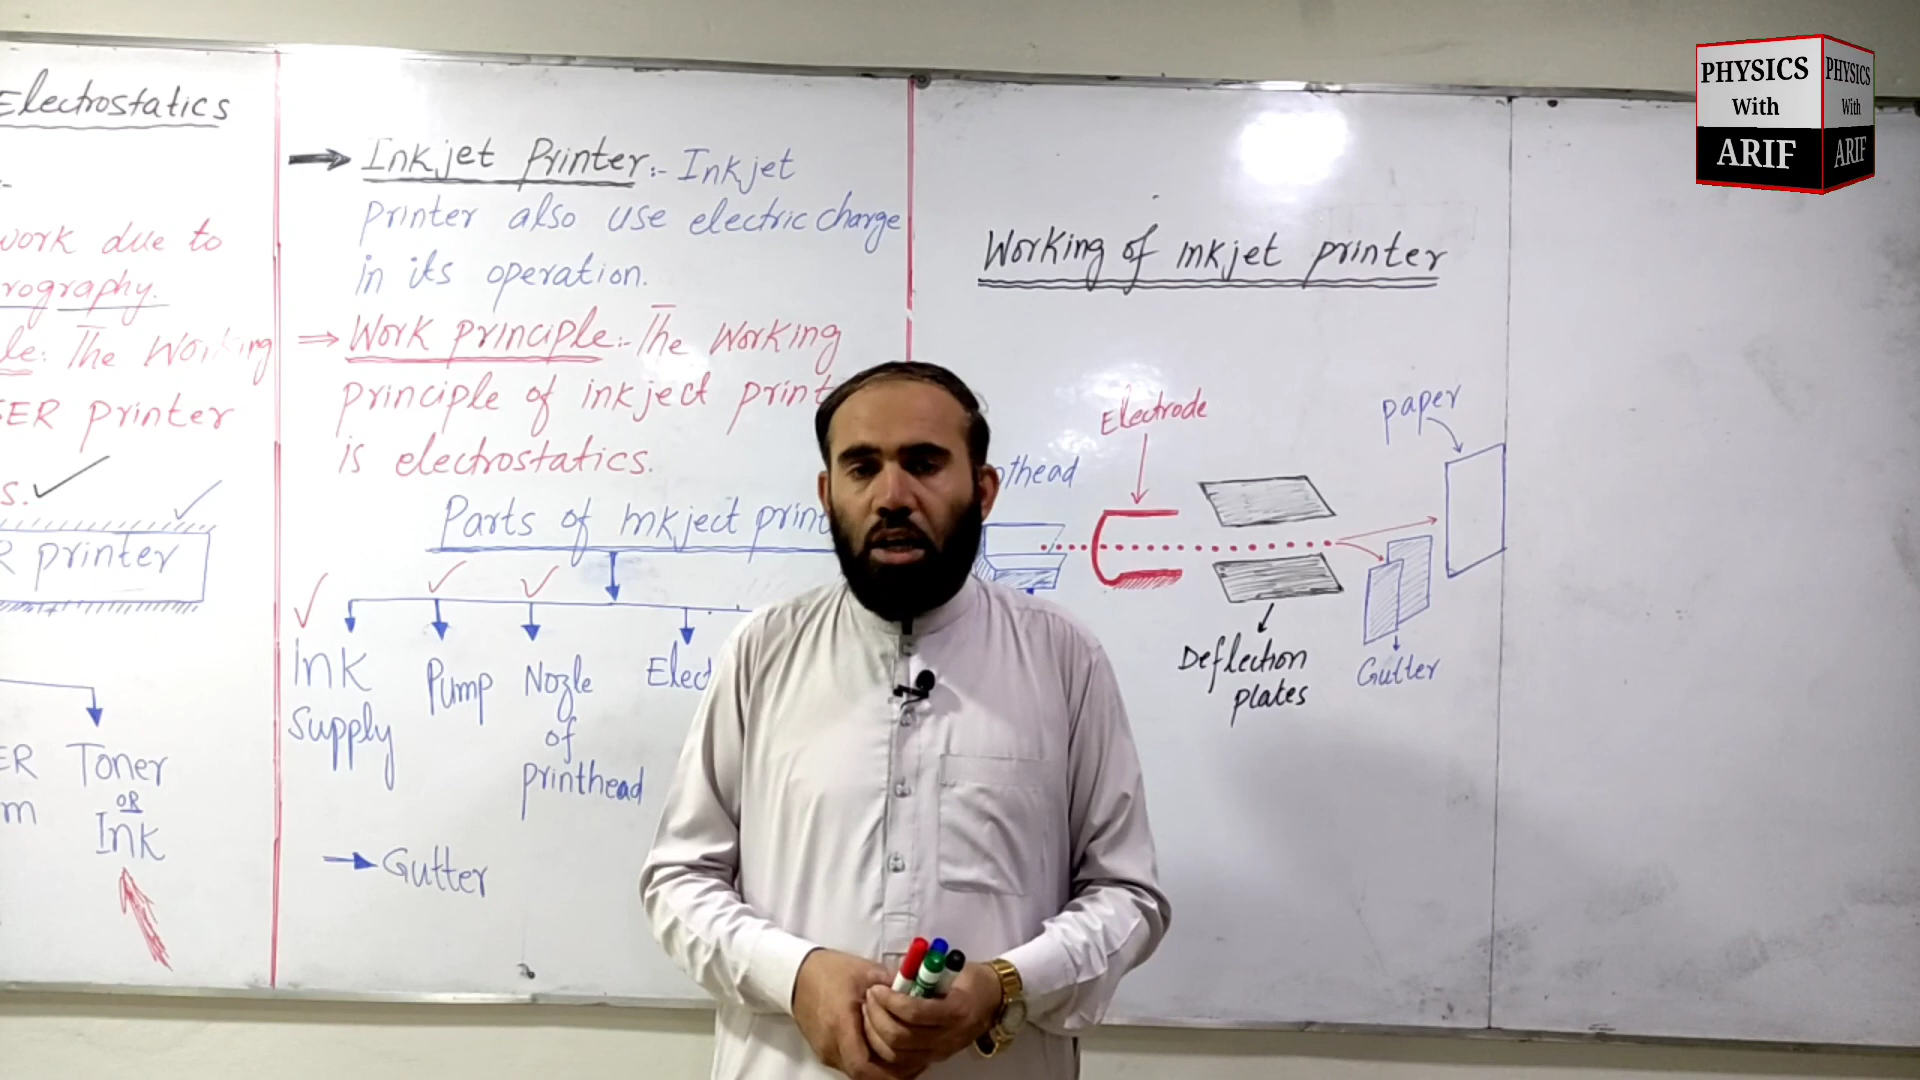 Electrostatics
work due to
rography.
le: The Working
SER Printer
s.
R printer
ER Toner
m OR
Ink
Inkjet Printer:- Inkjet
printer also use electric charge
in its operation.
Work principle:- The Working
principle of inkject print
is electrostatics.
Parts of inkject print
Ink
Supply
Pump
Nozle
of
printhead
Elect
Gutter
Working of inkjet printer
thead
Electrode
paper
Deflection
plates
Gutter
PHYSICS
With
ARIF
PHYSICS
With
ARIF